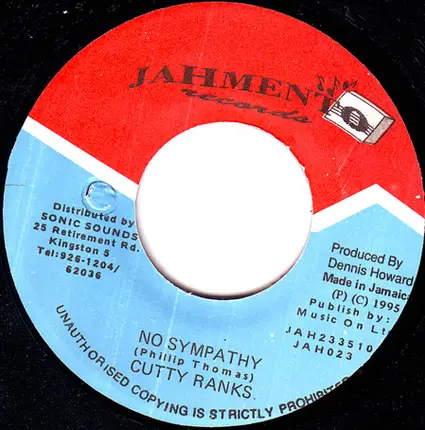 JAHMENTO
records
Distributed by
SONIC SOUNDS
25 Retirement Rd.
Kingston 5
Tel:926-1204/
62036
Produced By
Dennis Howard
Made in Jamaica
(P) (C) 1995
Publish by:
Music On Lt
JAH233510
JAH023
NO SYMPATHY
(Phillip Thomas)
CUTTY RANKS.
UNAUTHORISED COPYING IS STRICTLY PROHIBITED